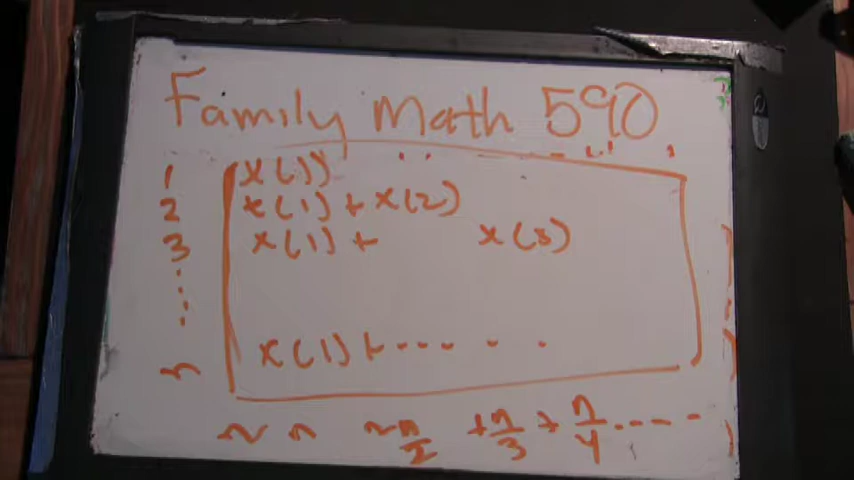 Family Math 590
1 x(1)
2 x(1) + x(2)
3 x(1) + x(3)
⋮
n x(1) + ......
~ n ~ n/2 + n/3 + n/4 .....